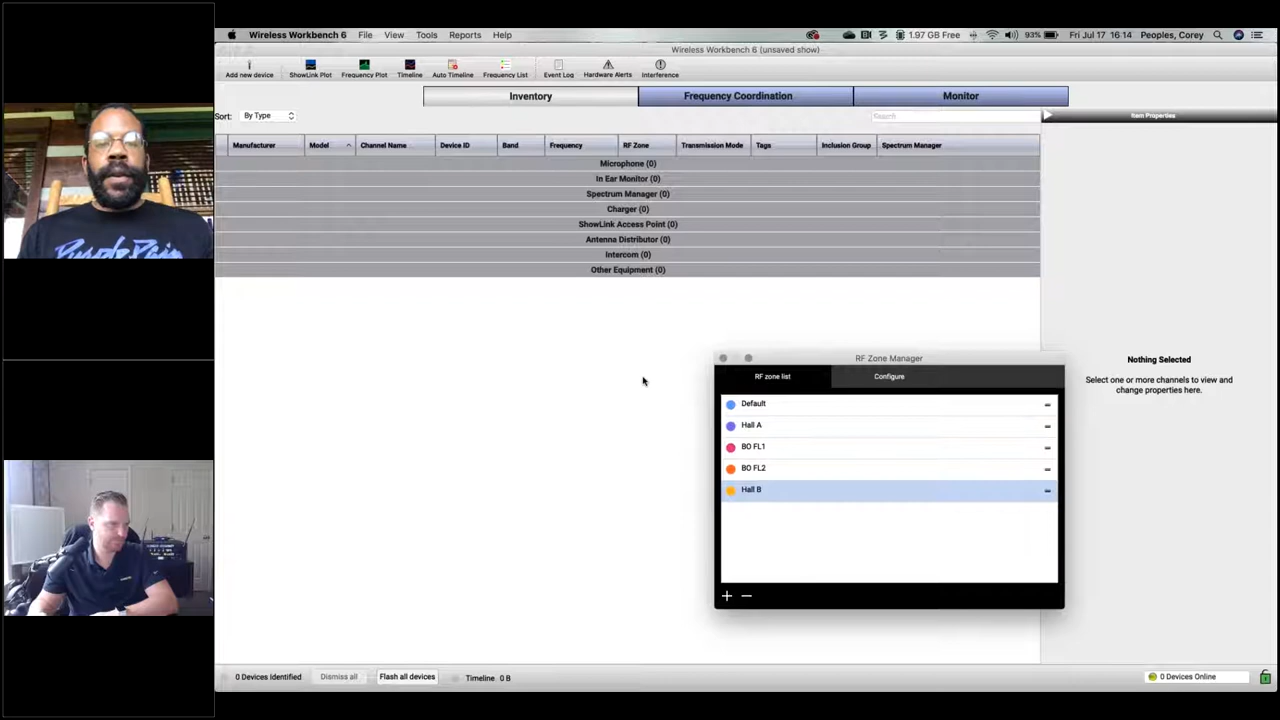 Wireless Workbench 6 File Edit View Tools Reports Help 1.97 GB Free 93% Fri Jul 17 16:14 Peoples, Corey
Wireless Workbench 6 (unsaved show)
Add new device ShowLink Plot Frequency Plot Timeline Auto Timeline Frequency List Event Log Hardware Alerts Interference
Inventory Frequency Coordination Monitor
Sort: By Type Search Item Properties
Manufacturer Model Channel Name Device ID Band Frequency RF Zone Transmission Mode Tags Inclusion Group Spectrum Manager
Microphone (0)
In Ear Monitor (0)
Spectrum Manager (0)
Charger (0)
ShowLink Access Point (0)
Antenna Distributor (0)
Intercom (0)
Other Equipment (0)
Purple Rain
RF Zone Manager
RF zone list Configure
Default
Hall A
BO FL1
BO FL2
Hall B
Nothing Selected
Select one or more channels to view and
change properties here.
0 Devices Identified Dismiss all Flash all devices Timeline 0 B 0 Devices Online